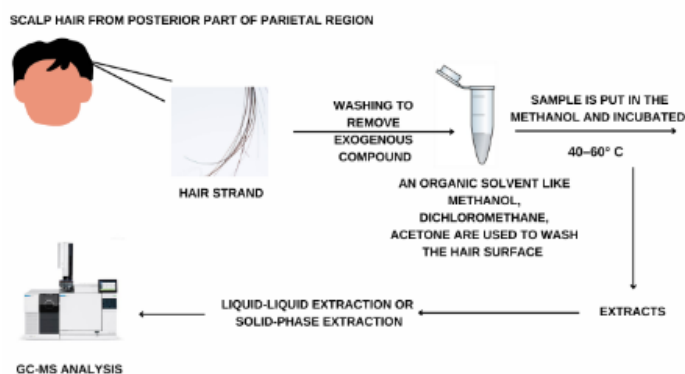 SCALP HAIR FROM POSTERIOR PART OF PARIETAL REGION
HAIR STRAND
WASHING TO
REMOVE
EXOGENOUS
COMPOUND
AN ORGANIC SOLVENT LIKE
METHANOL,
DICHLOROMETHANE,
ACETONE ARE USED TO WASH
THE HAIR SURFACE
SAMPLE IS PUT IN THE
METHANOL AND INCUBATED
40–60° C
EXTRACTS
LIQUID-LIQUID EXTRACTION OR
SOLID-PHASE EXTRACTION
GC-MS ANALYSIS